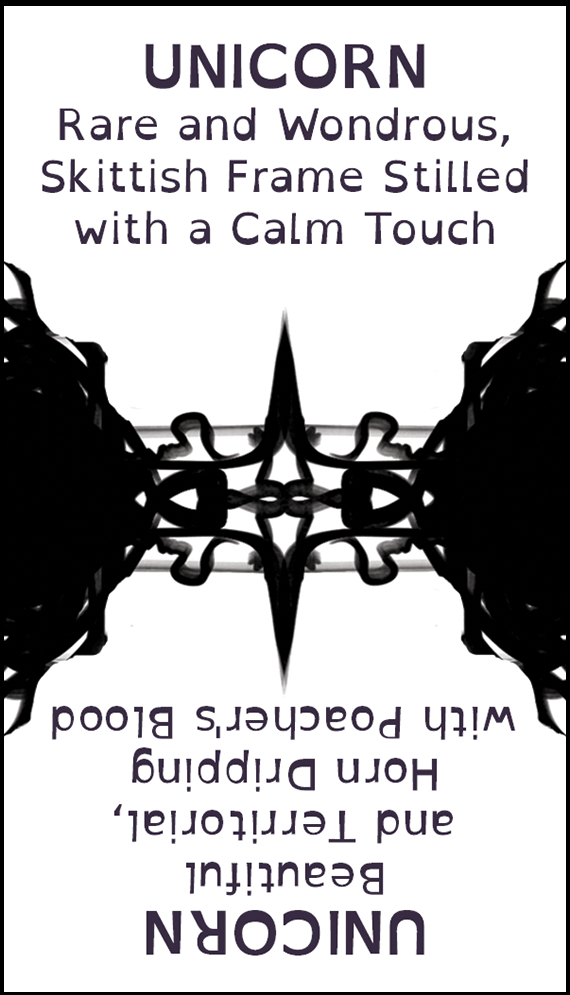 UNICORN
Rare and Wondrous,
Skittish Frame Stilled
with a Calm Touch
UNICORN
Beautiful
and Territorial,
Horn Dripping
with Poacher's Blood